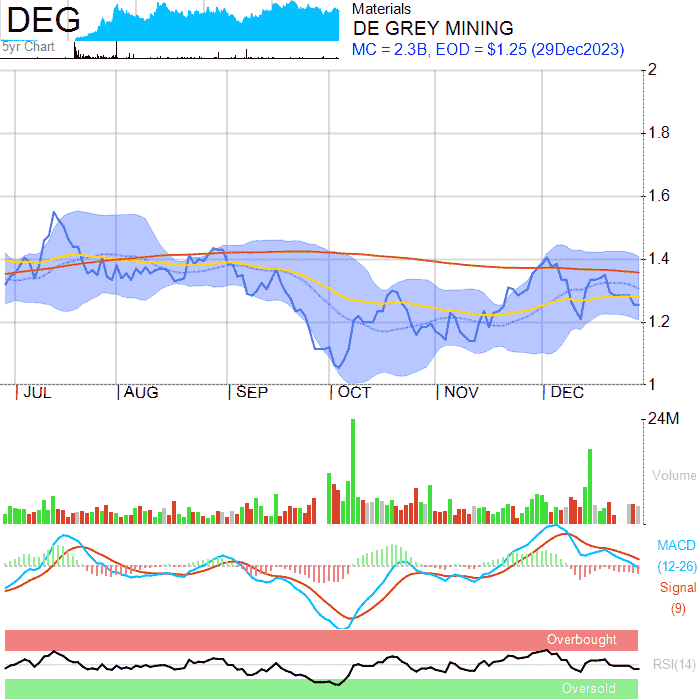 DEG
5yr Chart
Materials
DE GREY MINING
MC = 2.3B, EOD = $1.25 (29Dec2023)
2
1.8
1.6
1.4
1.2
1
JUL AUG SEP OCT NOV DEC
24M
Volume
MACD
(12-26)
Signal
(9)
Overbought
RSI(14)
Oversold